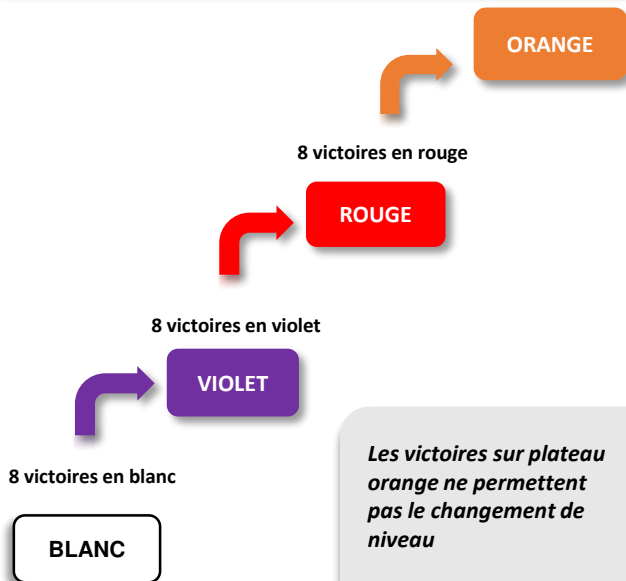 ORANGE
8 victoires en rouge
ROUGE
8 victoires en violet
VIOLET
8 victoires en blanc
BLANC
Les victoires sur plateau
orange ne permettent
pas le changement de
niveau